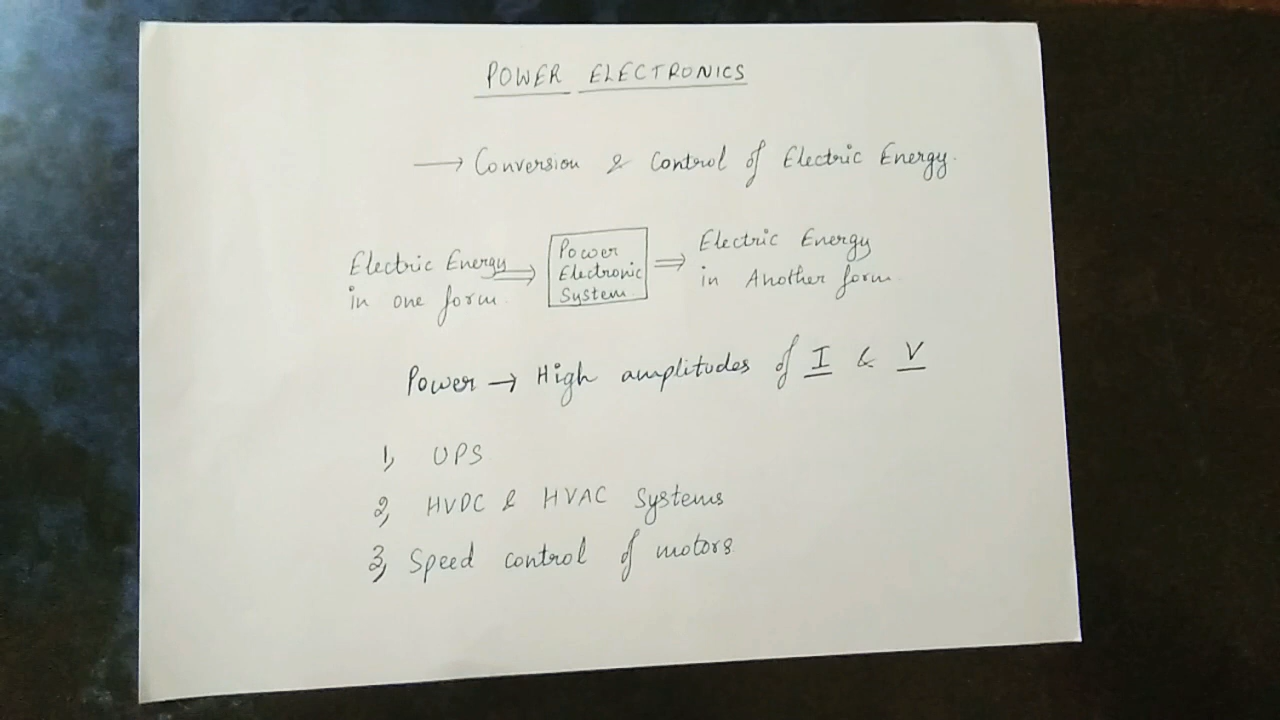 POWER ELECTRONICS
→ Conversion & Control of Electric Energy.
Electric Energy
in one form.
⇒
Power
Electronic
System.
⇒
Electric Energy
in Another form.
Power → High amplitudes of I & V
1, UPS
2, HVDC & HVAC Systems
3, Speed control of motors.